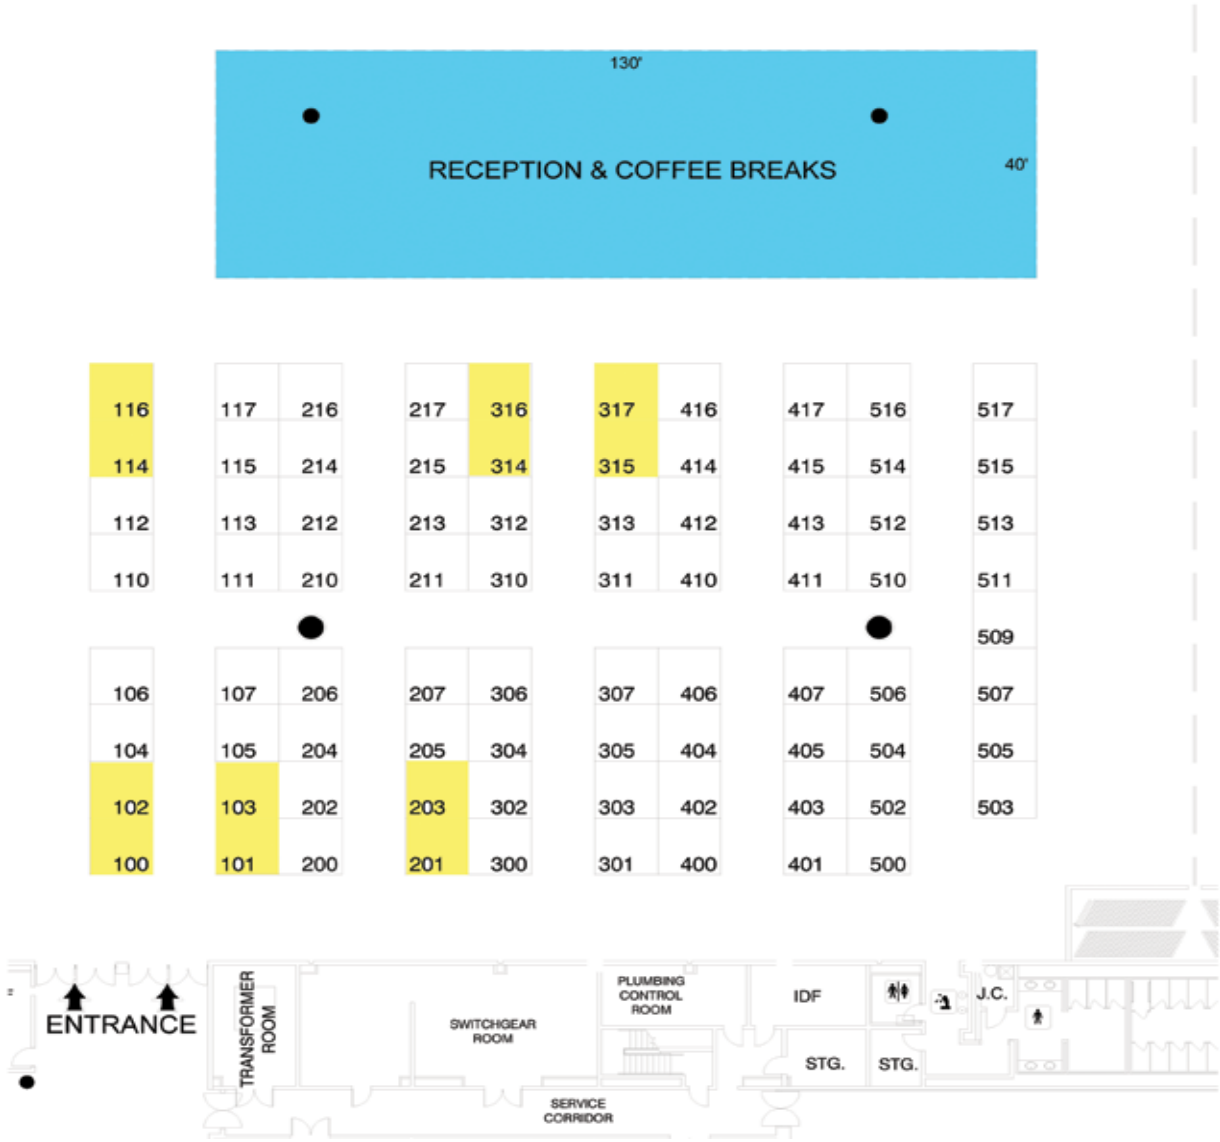 130'
RECEPTION & COFFEE BREAKS
40'
116 117 216 217 316 317 416 417 516 517
114 115 214 215 314 315 414 415 514 515
112 113 212 213 312 313 412 413 512 513
110 111 210 211 310 311 410 411 510 511
509
106 107 206 207 306 307 406 407 506 507
104 105 204 205 304 305 404 405 504 505
102 103 202 203 302 303 402 403 502 503
100 101 200 201 300 301 400 401 500
ENTRANCE
TRANSFORMER
ROOM
SWITCHGEAR
ROOM
PLUMBING
CONTROL
ROOM
IDF
J.C.
STG.
STG.
SERVICE
CORRIDOR